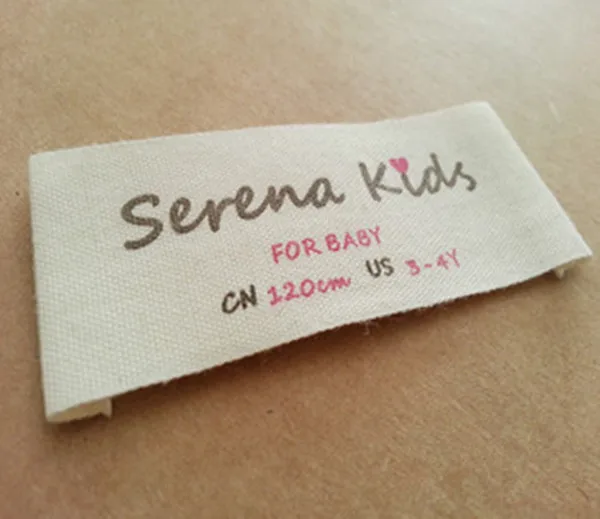 Serena Kids
FOR BABY
CN 120cm US 3-4Y